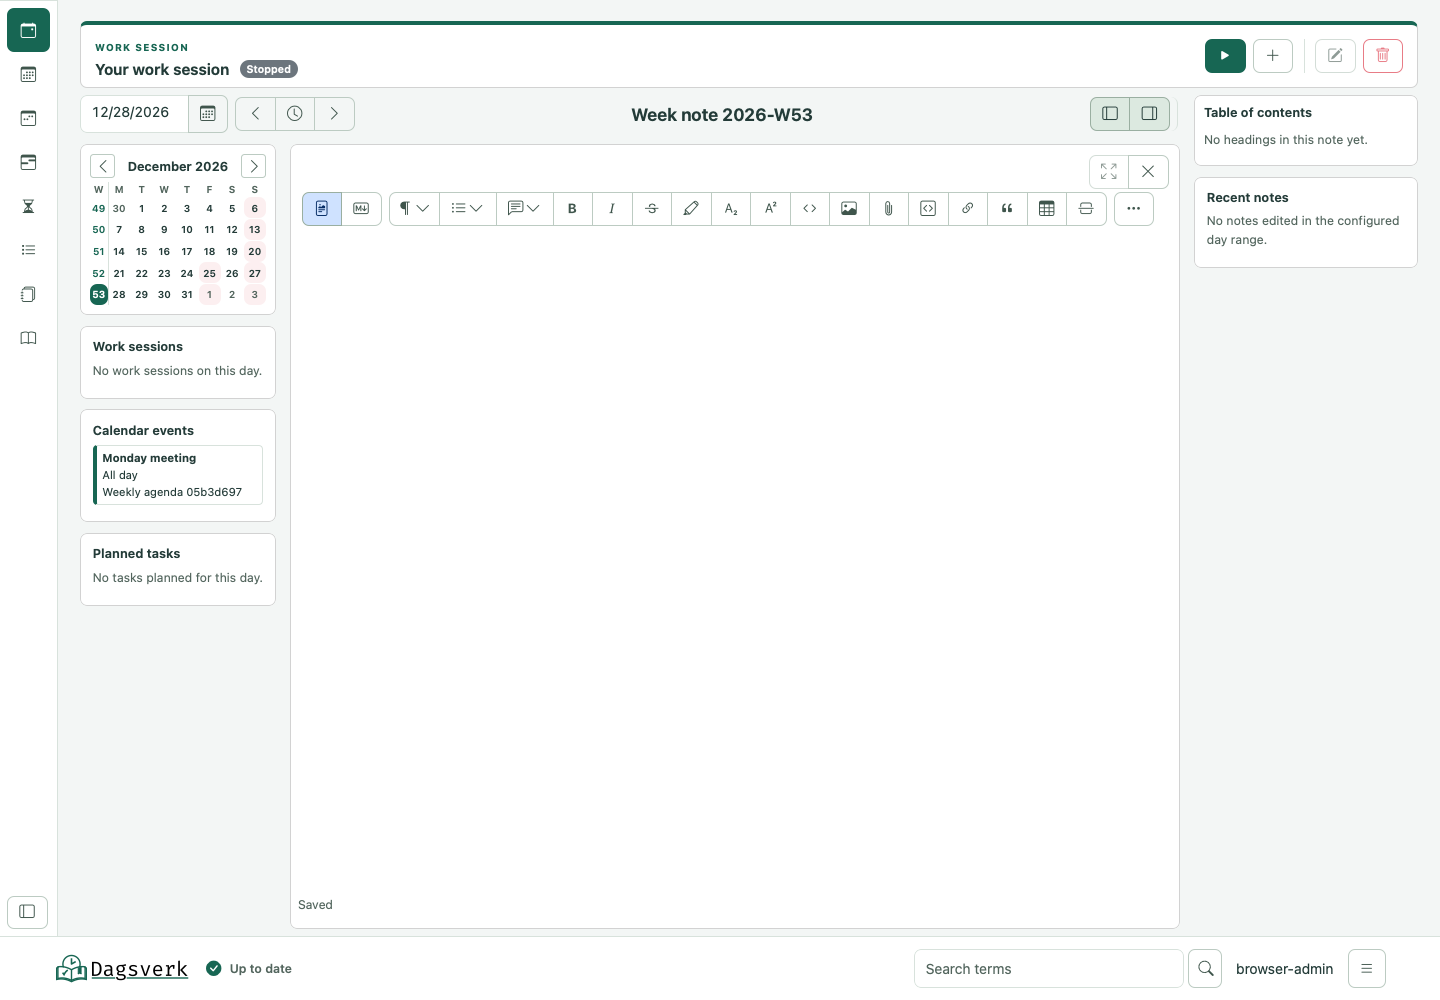 WORK SESSION
Your work session Stopped
12/28/2026
Week note 2026-W53
December 2026
W M T W T F S S
49 30 1 2 3 4 5 6
50 7 8 9 10 11 12 13
51 14 15 16 17 18 19 20
52 21 22 23 24 25 26 27
53 28 29 30 31 1 2 3
Work sessions
No work sessions on this day.
Calendar events
Monday meeting
All day
Weekly agenda 05b3d697
Planned tasks
No tasks planned for this day.
B I S A₂ A²
Saved
Table of contents
No headings in this note yet.
Recent notes
No notes edited in the configured
day range.
Dagsverk
Up to date
Search terms
browser-admin